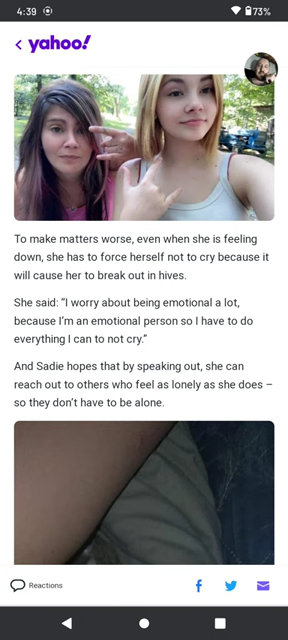 4:39
73%
< yahoo!
To make matters worse, even when she is feeling
down, she has to force herself not to cry because it
will cause her to break out in hives.
She said: “I worry about being emotional a lot,
because I’m an emotional person so I have to do
everything I can to not cry.”
And Sadie hopes that by speaking out, she can
reach out to others who feel as lonely as she does –
so they don’t have to be alone.
Reactions